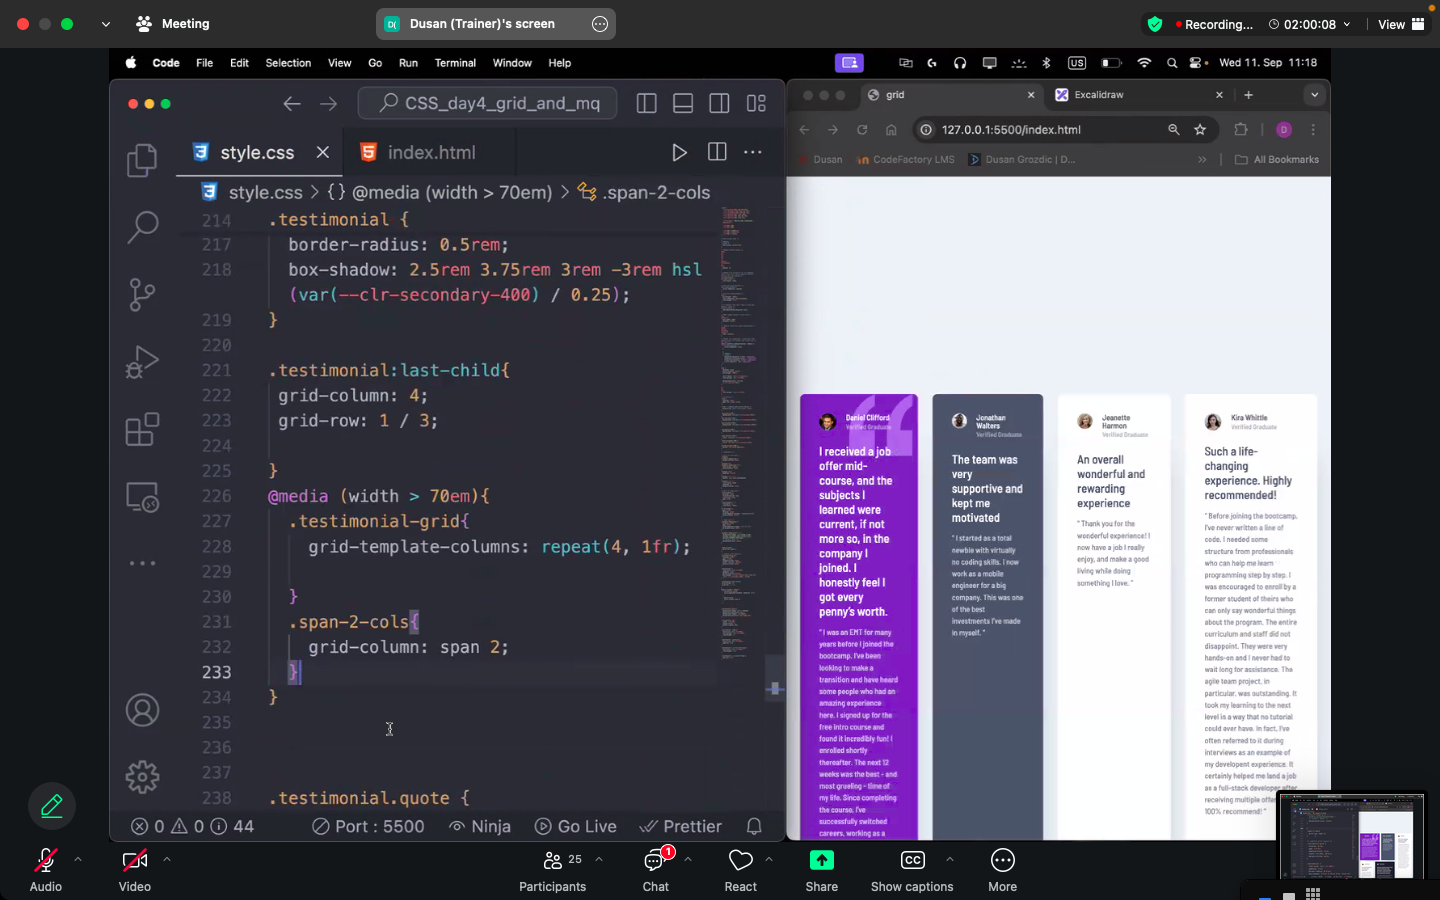 Meeting
D( Dusan (Trainer)'s screen
Recording...
02:00:08
View
Code File Edit Selection View Go Run Terminal Window Help
US
Wed 11. Sep 11:18
CSS_day4_grid_and_mq
style.css
index.html
style.css > {} @media (width > 70em) > .span-2-cols
214 .testimonial {
217 border-radius: 0.5rem;
218 box-shadow: 2.5rem 3.75rem 3rem -3rem hsl
(var(--clr-secondary-400) / 0.25);
219 }
220
221 .testimonial:last-child{
222 grid-column: 4;
223 grid-row: 1 / 3;
224
225 }
226 @media (width > 70em){
227 .testimonial-grid{
228 grid-template-columns: repeat(4, 1fr);
229
230 }
231 .span-2-cols{
232 grid-column: span 2;
233 }
234 }
235
236
237
238 .testimonial.quote {
0 0 44
Port : 5500
Ninja
Go Live
Prettier
grid
Excalidraw
127.0.0.1:5500/index.html
D
Dusan
CodeFactory LMS
Dusan Grozdic | D...
All Bookmarks
Daniel Clifford
Verified Graduate
I received a job
offer mid-
course, and the
subjects I
learned were
current, if not
more so, in the
company I
joined. I
honestly feel I
got every
penny's worth.
" I was an EMT for many
years before I joined the
bootcamp. I've been
looking to make a
transition and have heard
some people who had an
amazing experience
here. I signed up for the
free intro course and
found it incredibly fun! I
enrolled shortly
thereafter. The next 12
weeks was the best - and
most grueling - time of
my life. Since completing
the course, I've
successfully switched
careers, working as a
Jonathan
Walters
Verified Graduate
The team was
very
supportive and
kept me
motivated
" I started as a total
newbie with virtually
no coding skills. I now
work as a mobile
engineer for a big
company. This was one
of the best
investments I've made
in myself. "
Jeanette
Harmon
Verified Graduate
An overall
wonderful and
rewarding
experience
" Thank you for the
wonderful experience! I
now have a job I really
enjoy, and make a good
living while doing
something I love. "
Kira Whittle
Verified Graduate
Such a life-
changing
experience. Highly
recommended!
" Before joining the bootcamp,
I've never written a line of
code. I needed some
structure from professionals
who can help me learn
programming step by step. I
was encouraged to enroll by a
former student of theirs who
can only say wonderful things
about the program. The entire
curriculum and staff did not
disappoint. They were very
hands-on and I never had to
wait long for assistance. The
agile team project, in
particular, was outstanding. It
took my learning to the next
level in a way that no tutorial
could ever have. In fact, I've
often referred to it during
interviews as an example of
my developent experience. It
certainly helped me land a job
as a full-stack developer after
receiving multiple offe
100% recommend! "
Audio
Video
25
Participants
1
Chat
React
Share
CC
Show captions
More